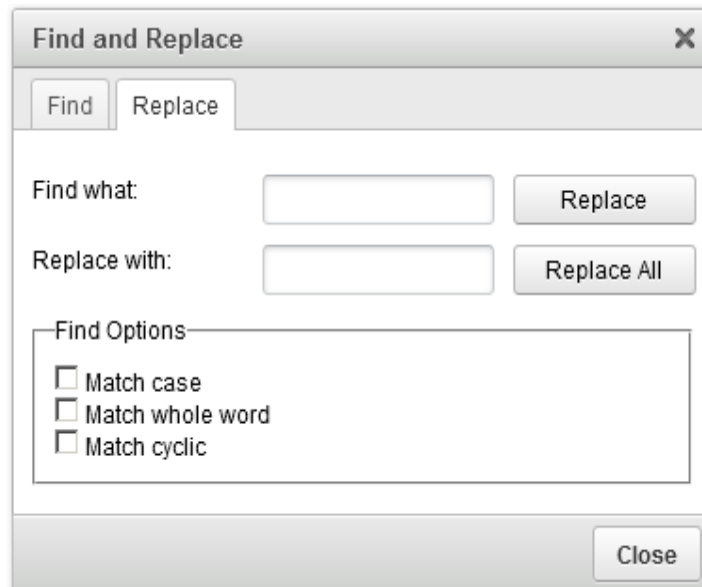 Find and Replace
Find Replace
Find what: Replace
Replace with: Replace All
Find Options
Match case
Match whole word
Match cyclic
Close